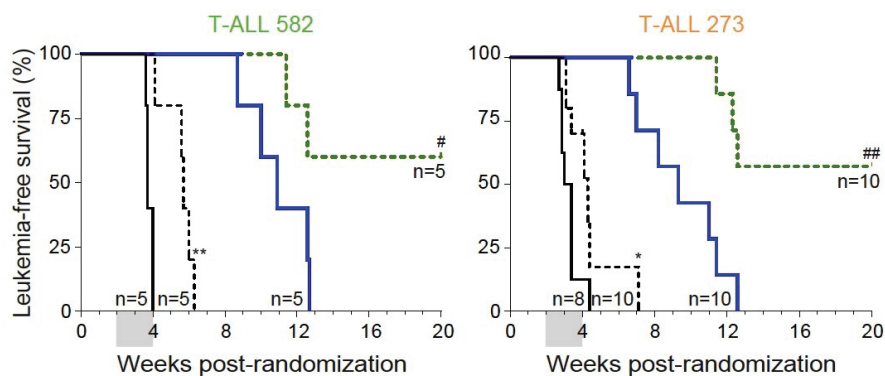 T-ALL 582
Leukemia-free survival (%)
100
75
50
25
0
#
n=5
**
n=5 n=5 n=5
0 4 8 12 16 20
Weeks post-randomization
T-ALL 273
100
75
50
25
0
##
n=10
*
n=8 n=10 n=10
0 4 8 12 16 20
Weeks post-randomization